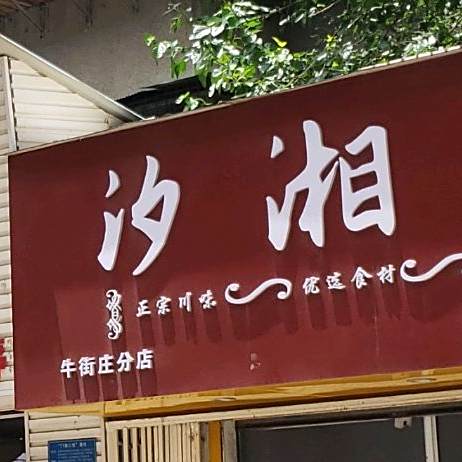 汐湘
正宗川味 优选食材
牛街庄分店